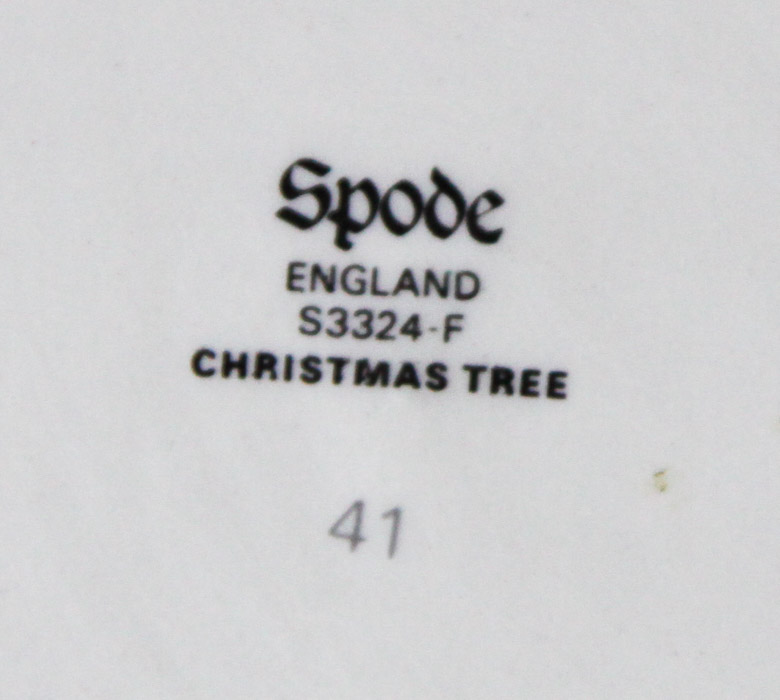 Spode
ENGLAND
S3324-F
CHRISTMAS TREE
41